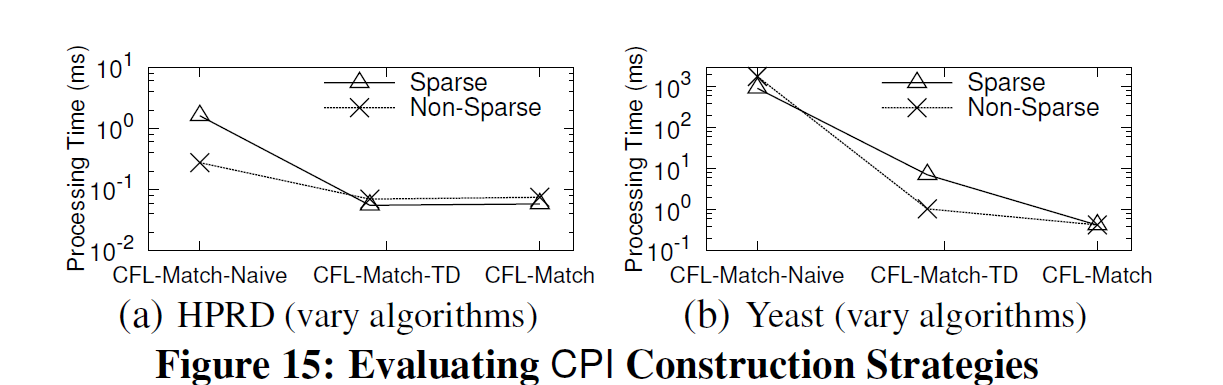 Processing Time (ms)
10^1
10^0
10^-1
10^-2
Sparse
Non-Sparse
CFL-Match-Naive CFL-Match-TD CFL-Match
(a) HPRD (vary algorithms)
Processing Time (ms)
10^3
10^2
10^1
10^0
10^-1
Sparse
Non-Sparse
CFL-Match-Naive CFL-Match-TD CFL-Match
(b) Yeast (vary algorithms)
Figure 15: Evaluating CPI Construction Strategies